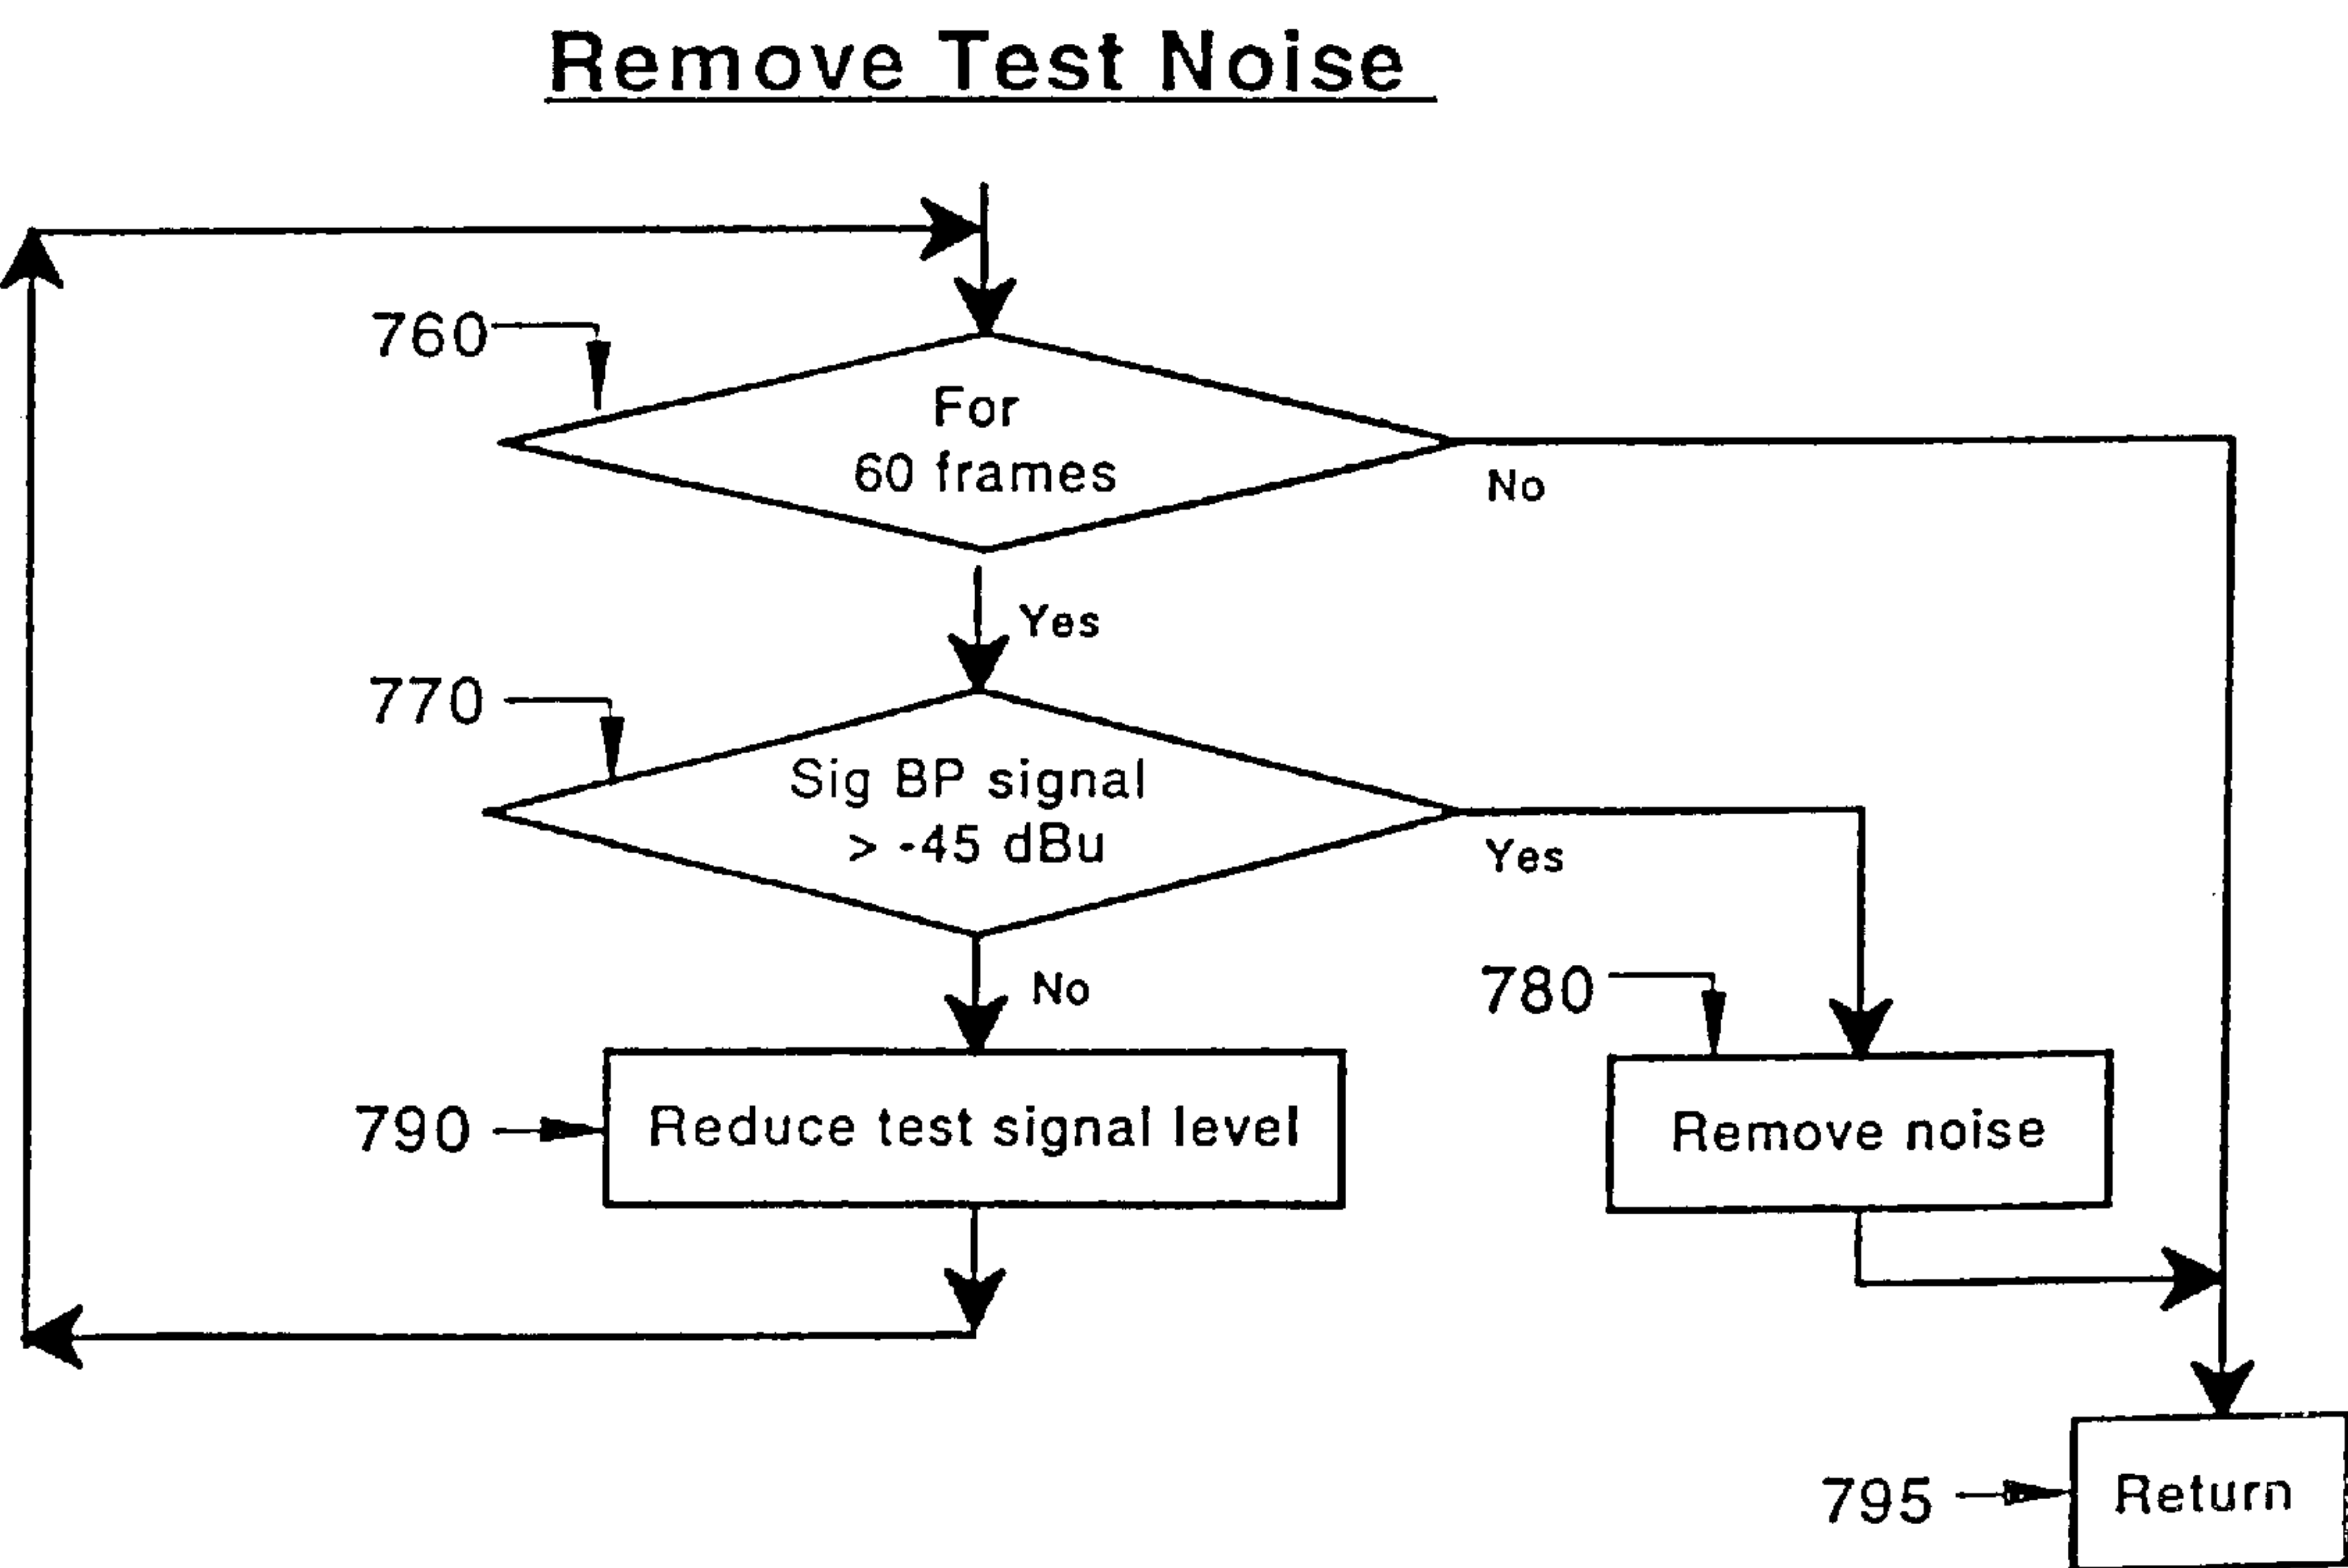 Remove Test Noise
760
For
60 frames
No
Yes
770
Sig BP signal
> -45 dBu
Yes
No
780
790
Reduce test signal level
Remove noise
795
Return